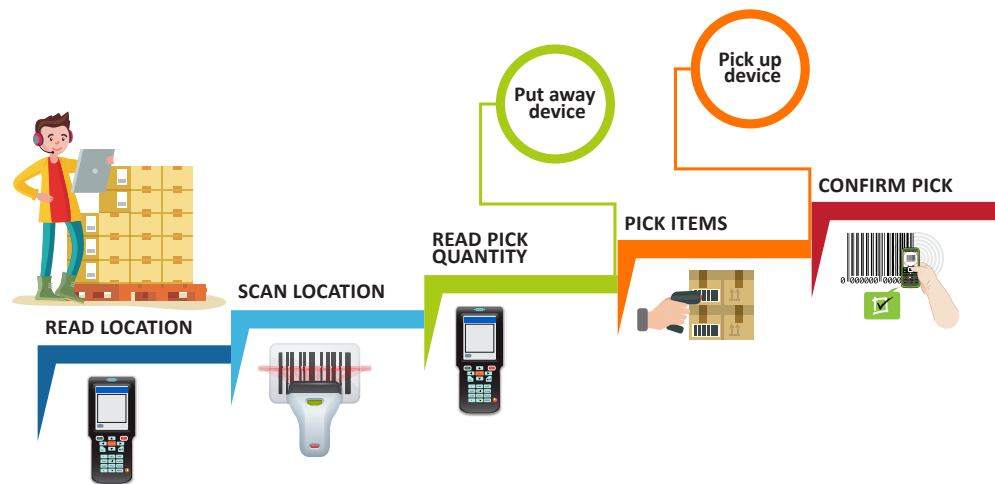 Put away
device
Pick up
device
CONFIRM PICK
PICK ITEMS
READ PICK
QUANTITY
SCAN LOCATION
READ LOCATION